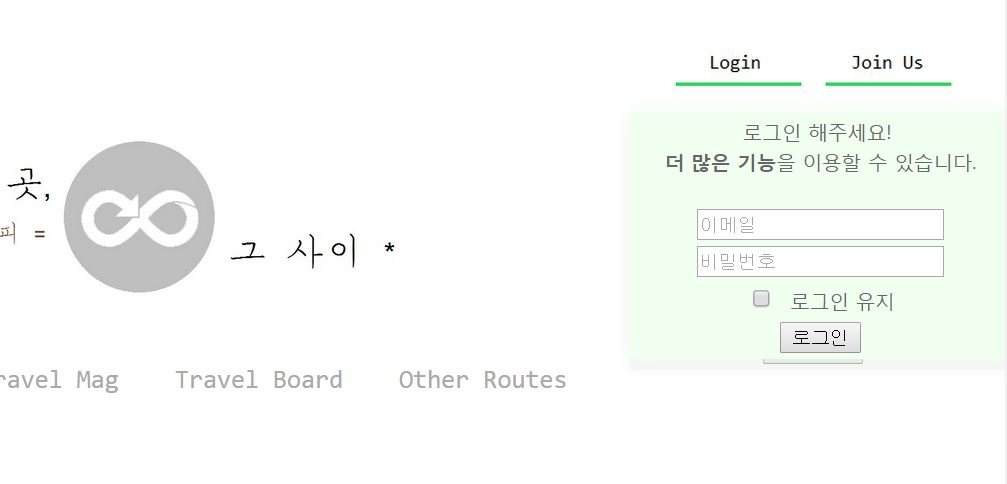 Login Join Us
로그인 해주세요!
더 많은 기능을 이용할 수 있습니다.
곳,
피 =
그 사이 *
이메일
비밀번호
로그인 유지
로그인
ravel Mag Travel Board Other Routes